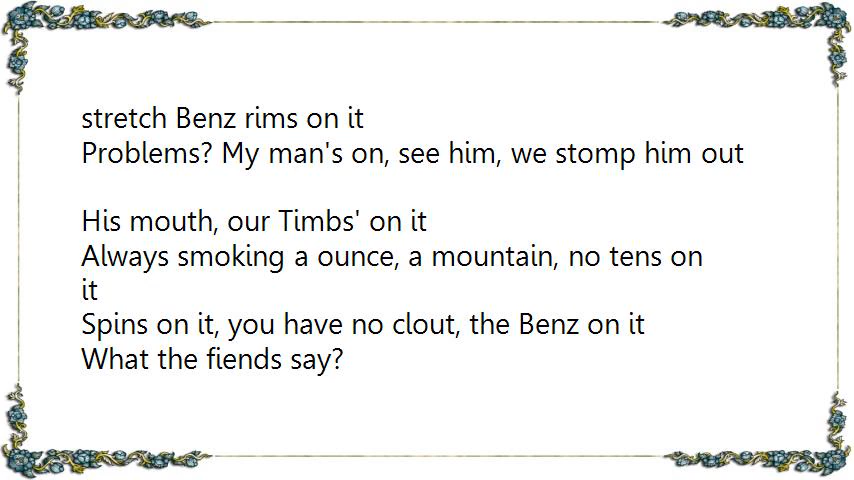 stretch Benz rims on it
Problems? My man's on, see him, we stomp him out
His mouth, our Timbs' on it
Always smoking a ounce, a mountain, no tens on
it
Spins on it, you have no clout, the Benz on it
What the fiends say?